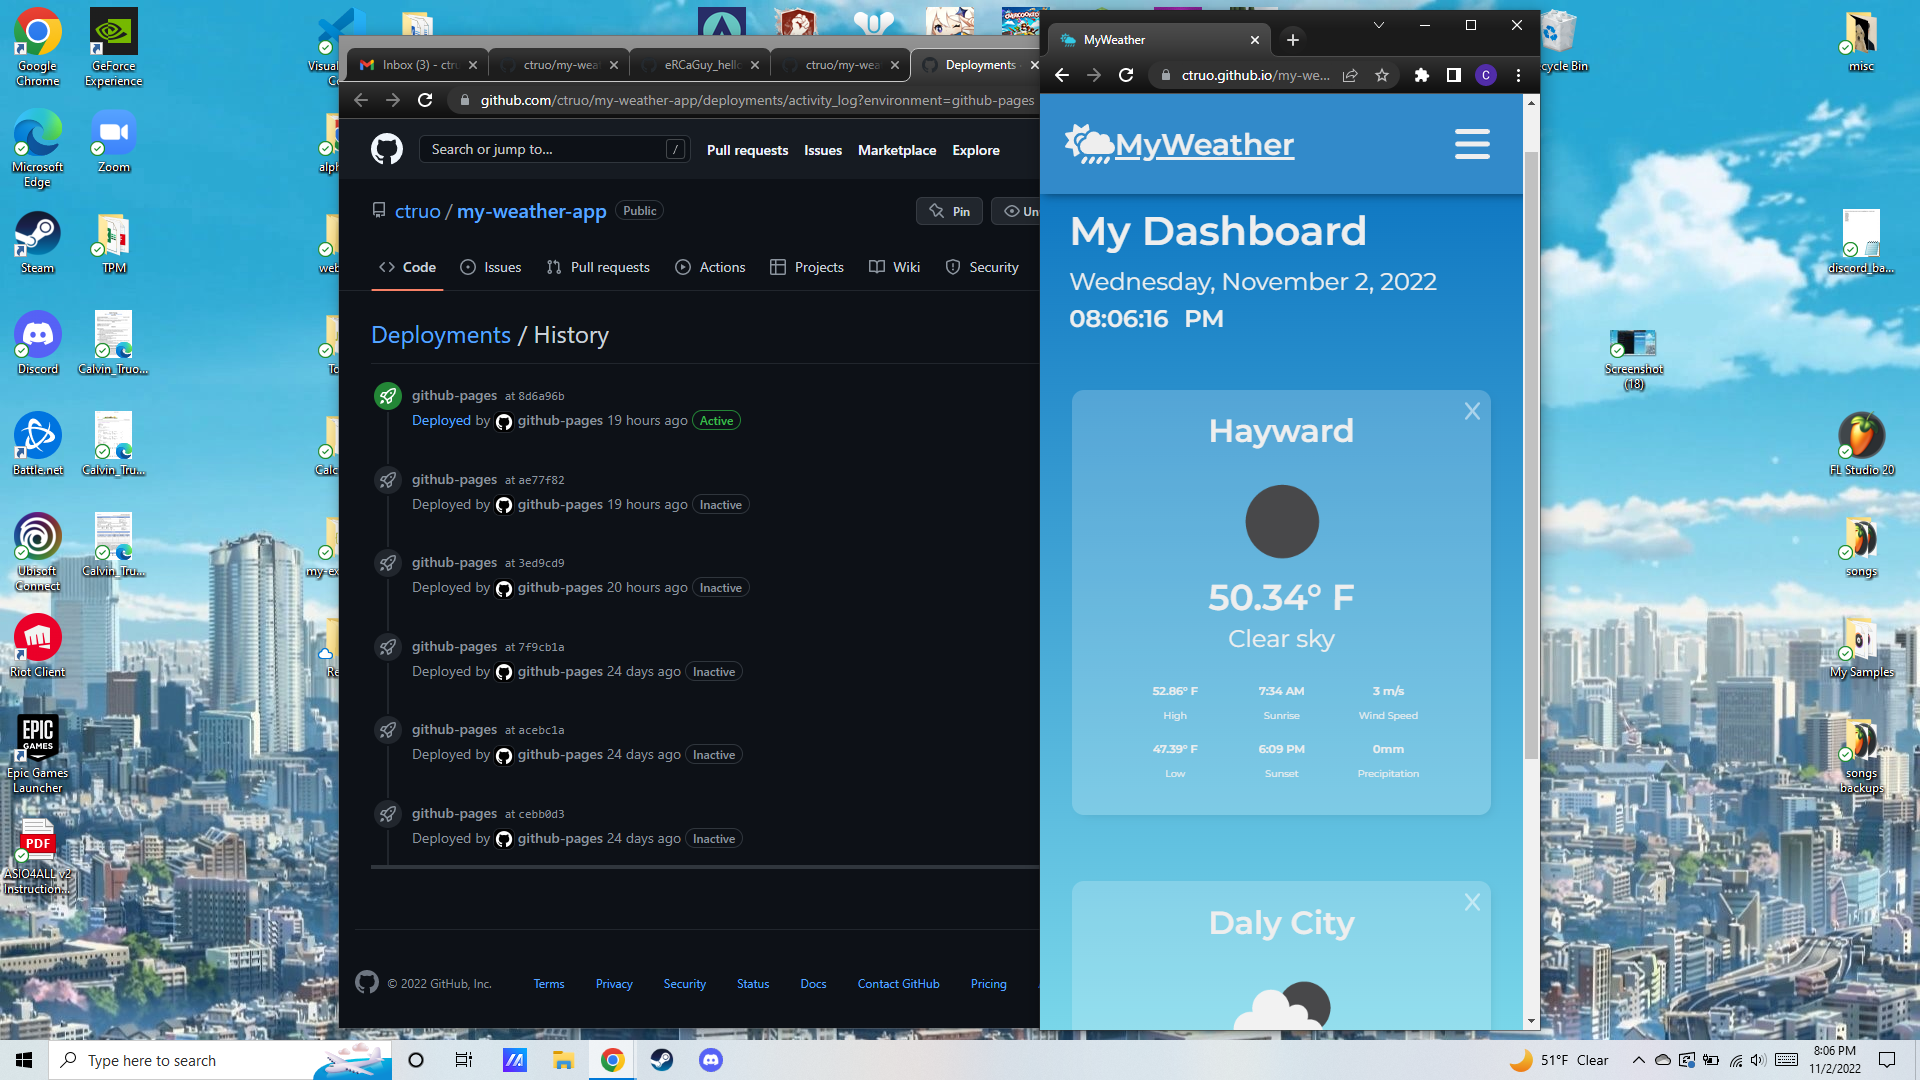 Google
Chrome
GeForce
Experience
Microsoft
Edge
Zoom
Steam
TPM
Discord
Calvin_Truo...
Battle.net
Calvin_Tru...
Ubisoft
Connect
Calvin_Tru...
Riot Client
EPIC
GAMES
Epic Games
Launcher
PDF
ASIO4ALL v2
Instruction...
Inbox (3) - ctru
ctruo/my-wea
eRCaGuy_hello
ctruo/my-wea
Deployments
github.com/ctruo/my-weather-app/deployments/activity_log?environment=github-pages
Search or jump to...
/
Pull requests
Issues
Marketplace
Explore
ctruo / my-weather-app
Public
Pin
Un
Code
Issues
Pull requests
Actions
Projects
Wiki
Security
Deployments / History
github-pages at 8d6a96b
Deployed by github-pages 19 hours ago Active
github-pages at ae77f82
Deployed by github-pages 19 hours ago Inactive
github-pages at 3ed9cd9
Deployed by github-pages 20 hours ago Inactive
github-pages at 7f9cb1a
Deployed by github-pages 24 days ago Inactive
github-pages at acebc1a
Deployed by github-pages 24 days ago Inactive
github-pages at cebb0d3
Deployed by github-pages 24 days ago Inactive
© 2022 GitHub, Inc.
Terms
Privacy
Security
Status
Docs
Contact GitHub
Pricing
MyWeather
ctruo.github.io/my-we...
C
MyWeather
My Dashboard
Wednesday, November 2, 2022
08:06:16 PM
X
Hayward
50.34° F
Clear sky
52.86° F
7:34 AM
3 m/s
High
Sunrise
Wind Speed
47.39° F
6:09 PM
0mm
Low
Sunset
Precipitation
X
Daly City
cycle Bin
misc
discord_ba...
Screenshot
(18)
FL Studio 20
songs
My Samples
songs
backups
Type here to search
51°F Clear
8:06 PM
11/2/2022